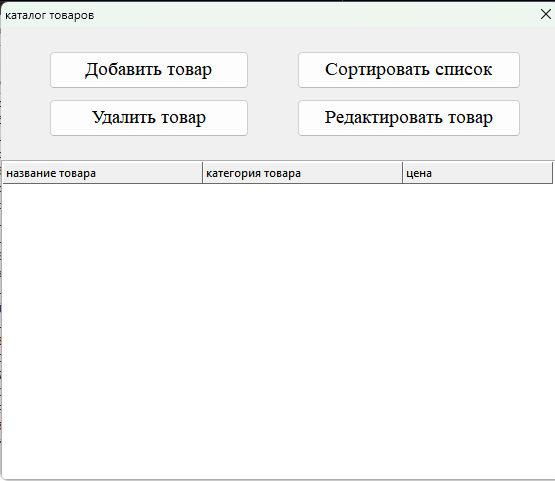 каталог товаров
Добавить товар
Сортировать список
Удалить товар
Редактировать товар
название товара
категория товара
цена